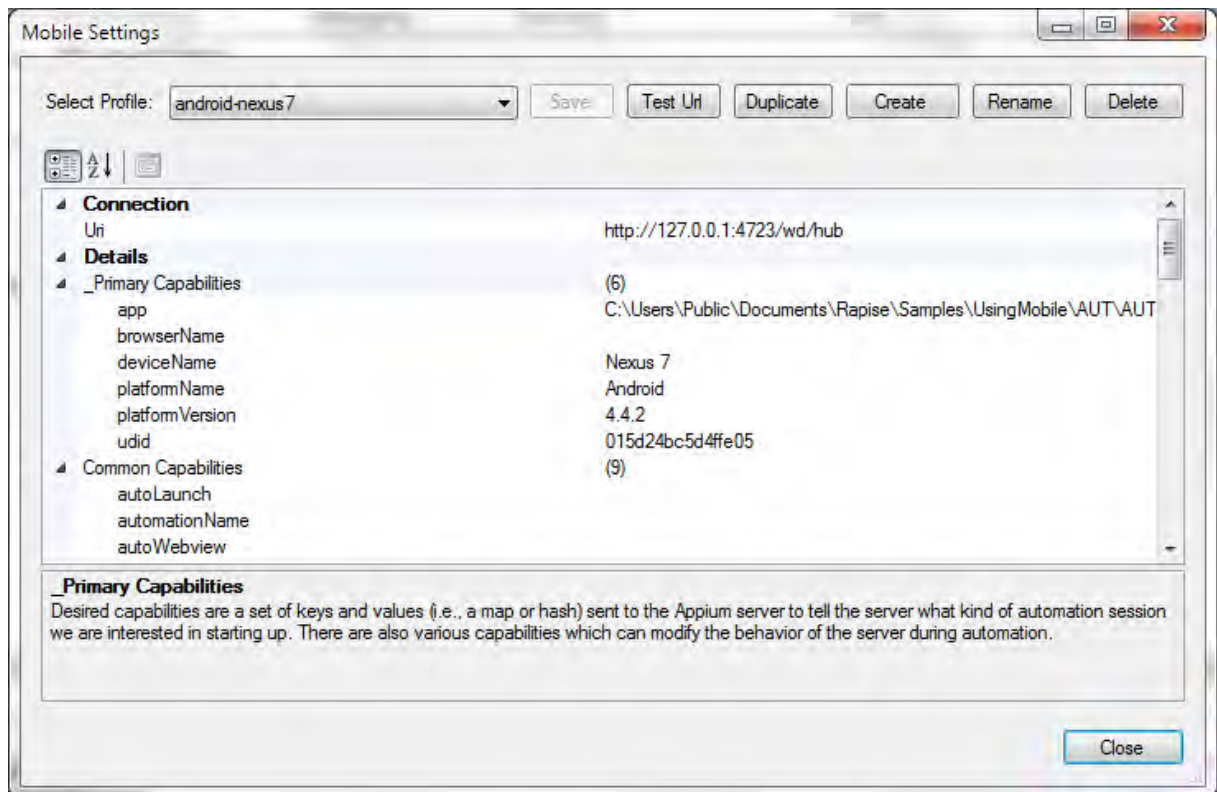 Mobile Settings
Select Profile: android-nexus7 Save Test Url Duplicate Create Rename Delete
Connection
Uri http://127.0.0.1:4723/wd/hub
Details
_Primary Capabilities (6)
app C:\Users\Public\Documents\Rapise\Samples\UsingMobile\AUT\AUT
browserName
deviceName Nexus 7
platformName Android
platformVersion 4.4.2
udid 015d24bc5d4ffe05
Common Capabilities (9)
autoLaunch
automationName
autoWebview
_Primary Capabilities
Desired capabilities are a set of keys and values (i.e., a map or hash) sent to the Appium server to tell the server what kind of automation session
we are interested in starting up. There are also various capabilities which can modify the behavior of the server during automation.
Close